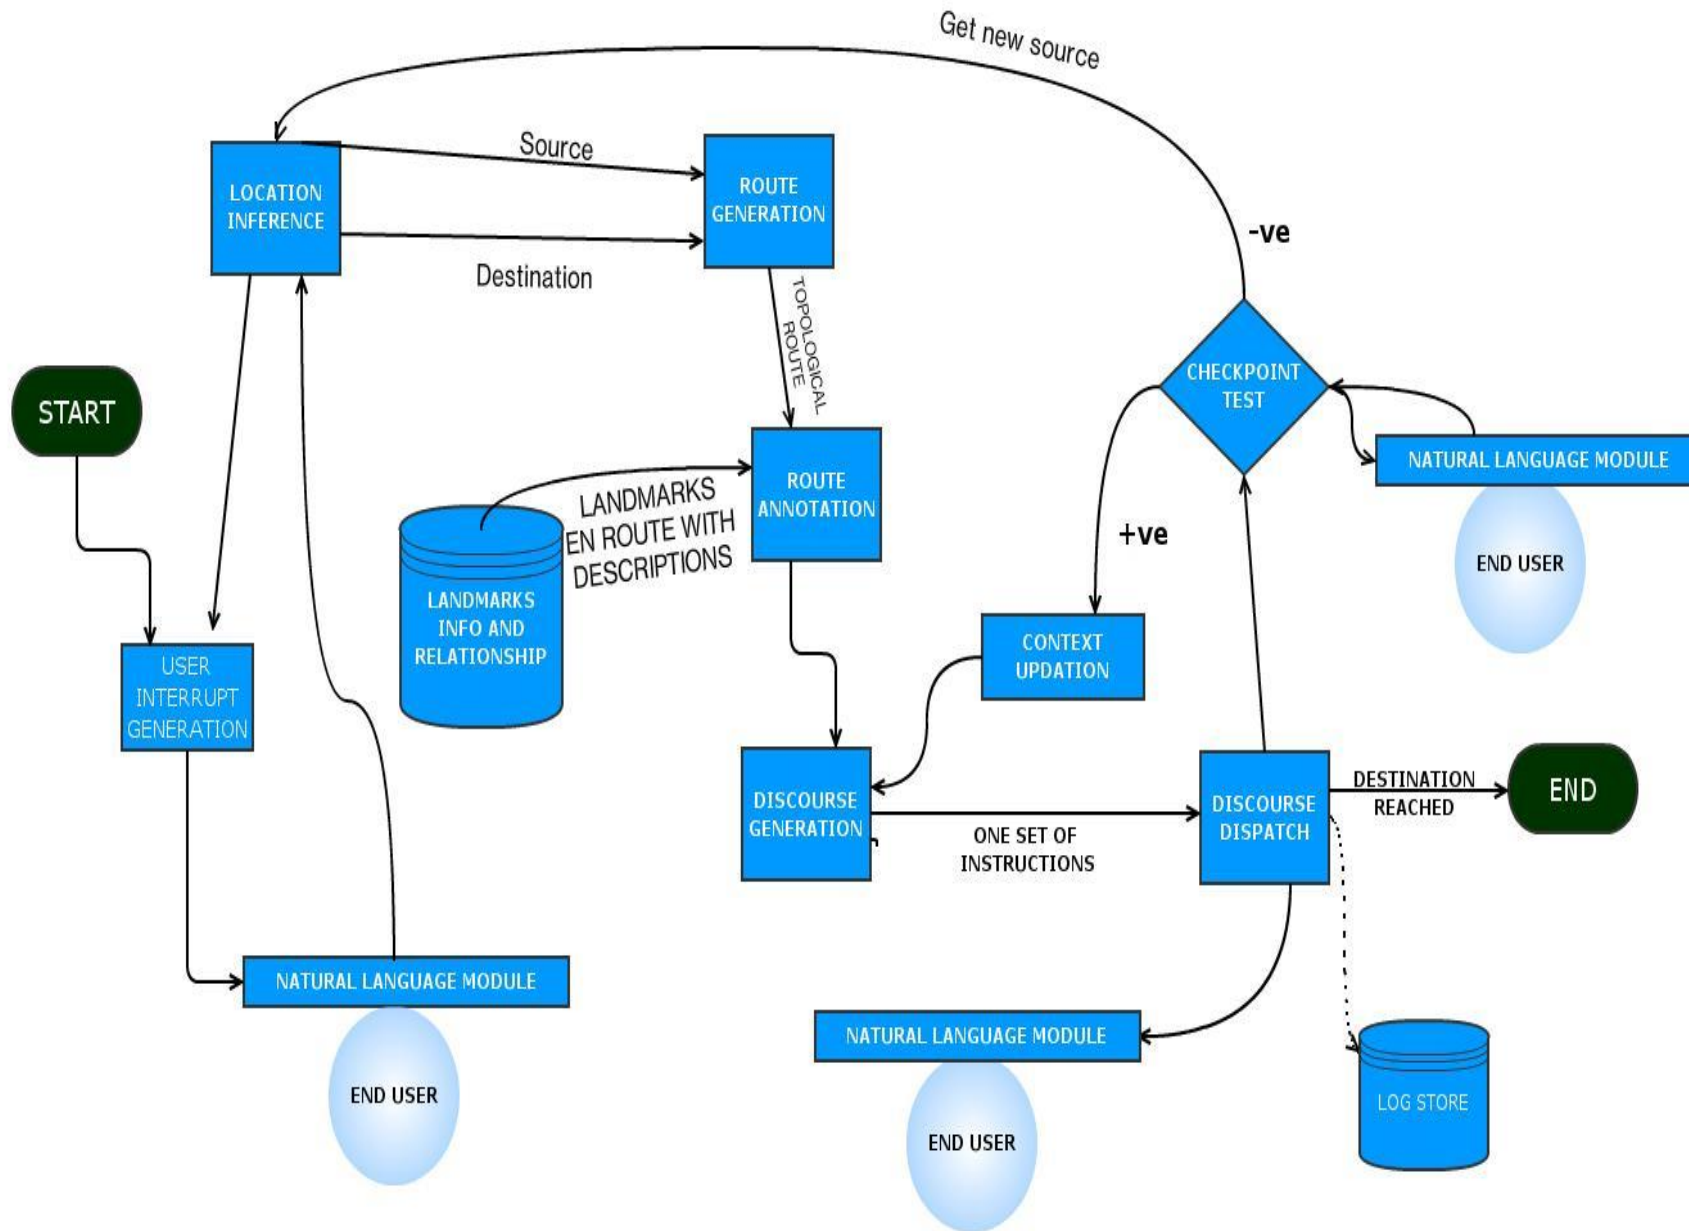 Get new source
Source
LOCATION
INFERENCE
ROUTE
GENERATION
-ve
Destination
TOPOLOGICAL
ROUTE
CHECKPOINT
TEST
START
NATURAL LANGUAGE MODULE
ROUTE
ANNOTATION
LANDMARKS
EN ROUTE WITH
DESCRIPTIONS
+ve
END USER
LANDMARKS
INFO AND
RELATIONSHIP
CONTEXT
UPDATION
USER
INTERRUPT
GENERATION
DISCOURSE
GENERATION
ONE SET OF
INSTRUCTIONS
DISCOURSE
DISPATCH
DESTINATION
REACHED
END
NATURAL LANGUAGE MODULE
NATURAL LANGUAGE MODULE
END USER
END USER
LOG STORE